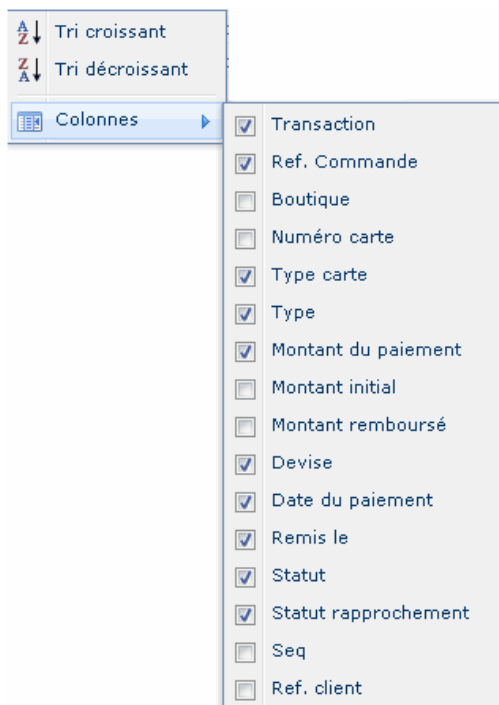 Tri croissant
Tri décroissant
Colonnes
Transaction
Ref. Commande
Boutique
Numéro carte
Type carte
Type
Montant du paiement
Montant initial
Montant remboursé
Devise
Date du paiement
Remis le
Statut
Statut rapprochement
Seq
Ref. client